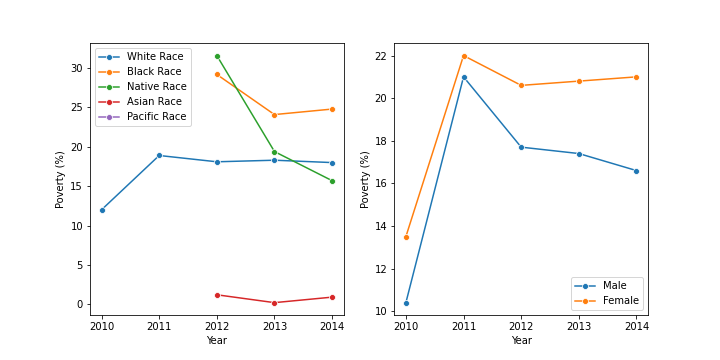 White Race
Black Race
Native Race
Asian Race
Pacific Race
30
25
20
15
10
5
0
Poverty (%)
2010 2011 2012 2013 2014
Year
22
20
18
16
14
12
10
Poverty (%)
Male
Female
2010 2011 2012 2013 2014
Year